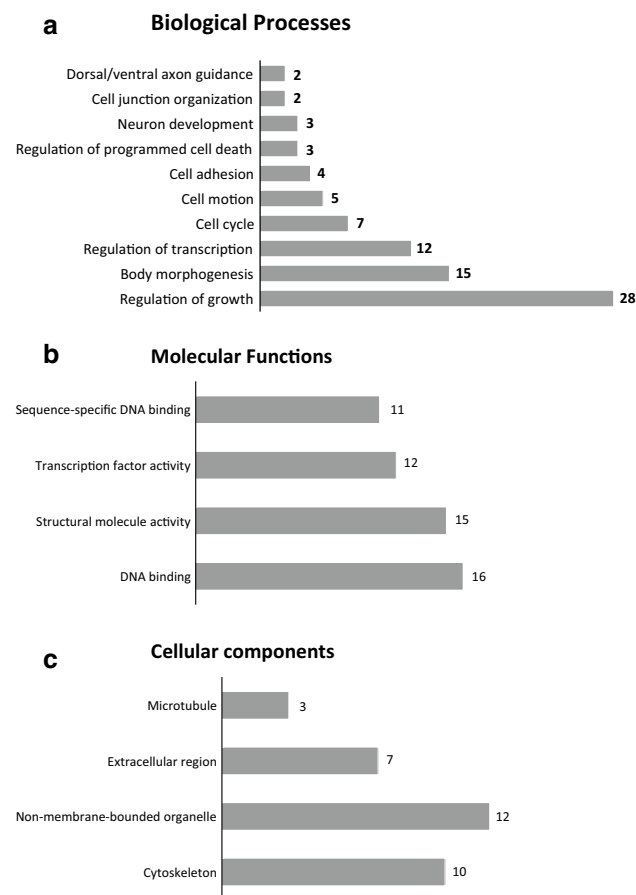 a
Biological Processes
Dorsal/ventral axon guidance 2
Cell junction organization 2
Neuron development 3
Regulation of programmed cell death 3
Cell adhesion 4
Cell motion 5
Cell cycle 7
Regulation of transcription 12
Body morphogenesis 15
Regulation of growth 28
b
Molecular Functions
Sequence-specific DNA binding 11
Transcription factor activity 12
Structural molecule activity 15
DNA binding 16
c
Cellular components
Microtubule 3
Extracellular region 7
Non-membrane-bounded organelle 12
Cytoskeleton 10